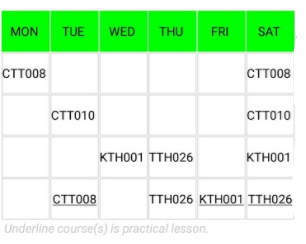 MON TUE WED THU FRI SAT
CTT008 CTT008
CTT010 CTT010
KTH001 TTH026 KTH001
CTT008 TTH026 KTH001 TTH026
Underline course(s) is practical lesson.